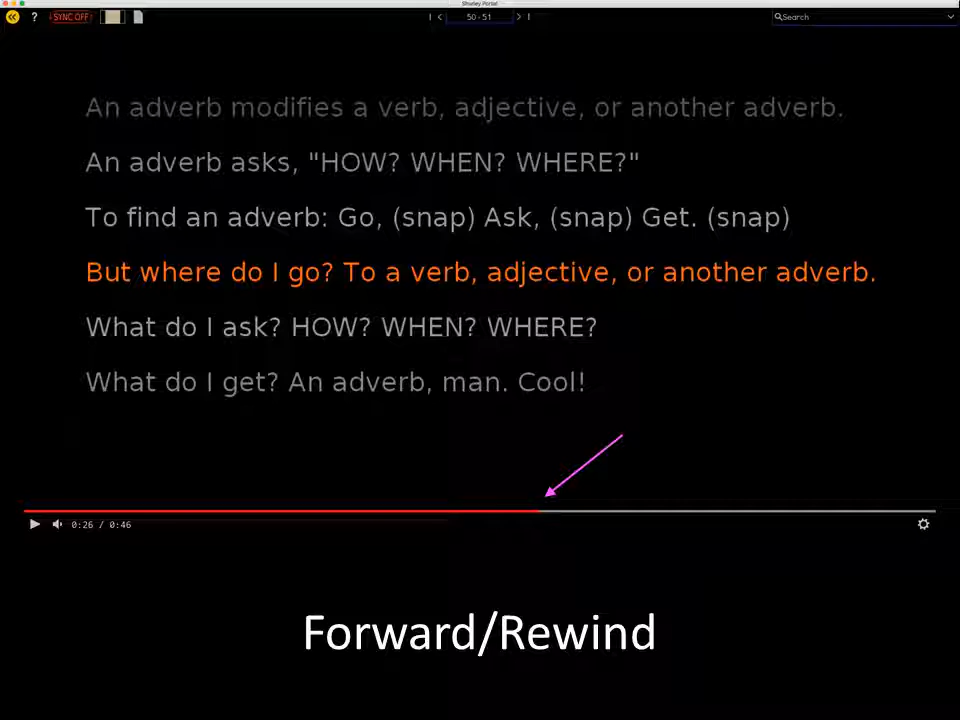 Shurley Portal
? SYNC OFF 50 - 51 Search
An adverb modifies a verb, adjective, or another adverb.
An adverb asks, "HOW? WHEN? WHERE?"
To find an adverb: Go, (snap) Ask, (snap) Get. (snap)
But where do I go? To a verb, adjective, or another adverb.
What do I ask? HOW? WHEN? WHERE?
What do I get? An adverb, man. Cool!
0:26 / 0:46
Forward/Rewind